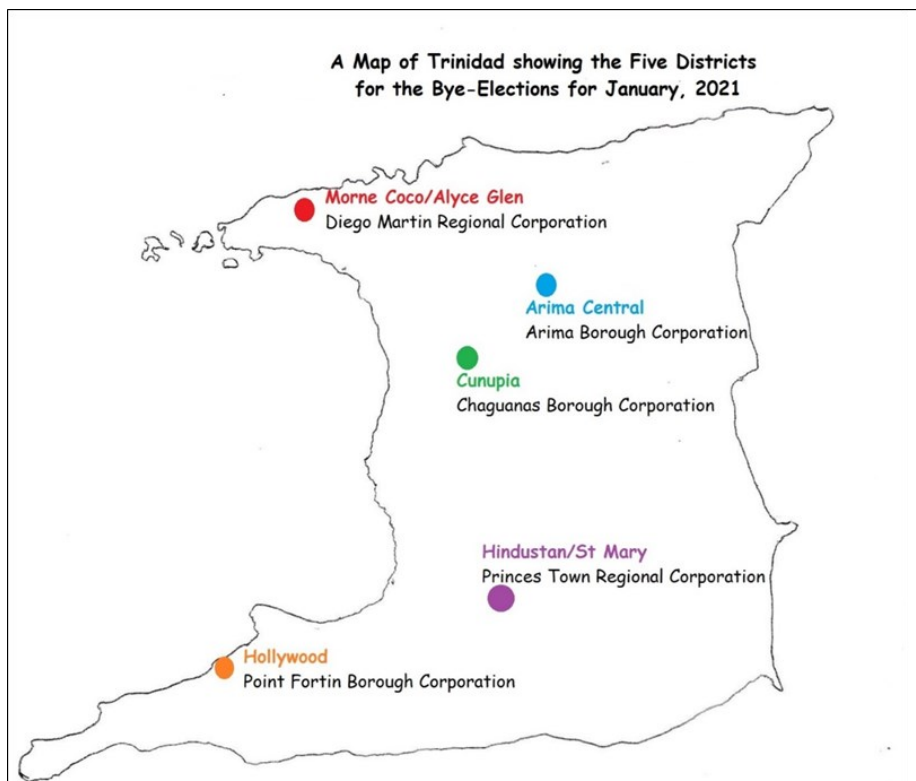 A Map of Trinidad showing the Five Districts
for the Bye-Elections for January, 2021
Morne Coco/Alyce Glen
Diego Martin Regional Corporation
Arima Central
Arima Borough Corporation
Cunupia
Chaguanas Borough Corporation
Hindustan/St Mary
Princes Town Regional Corporation
Hollywood
Point Fortin Borough Corporation